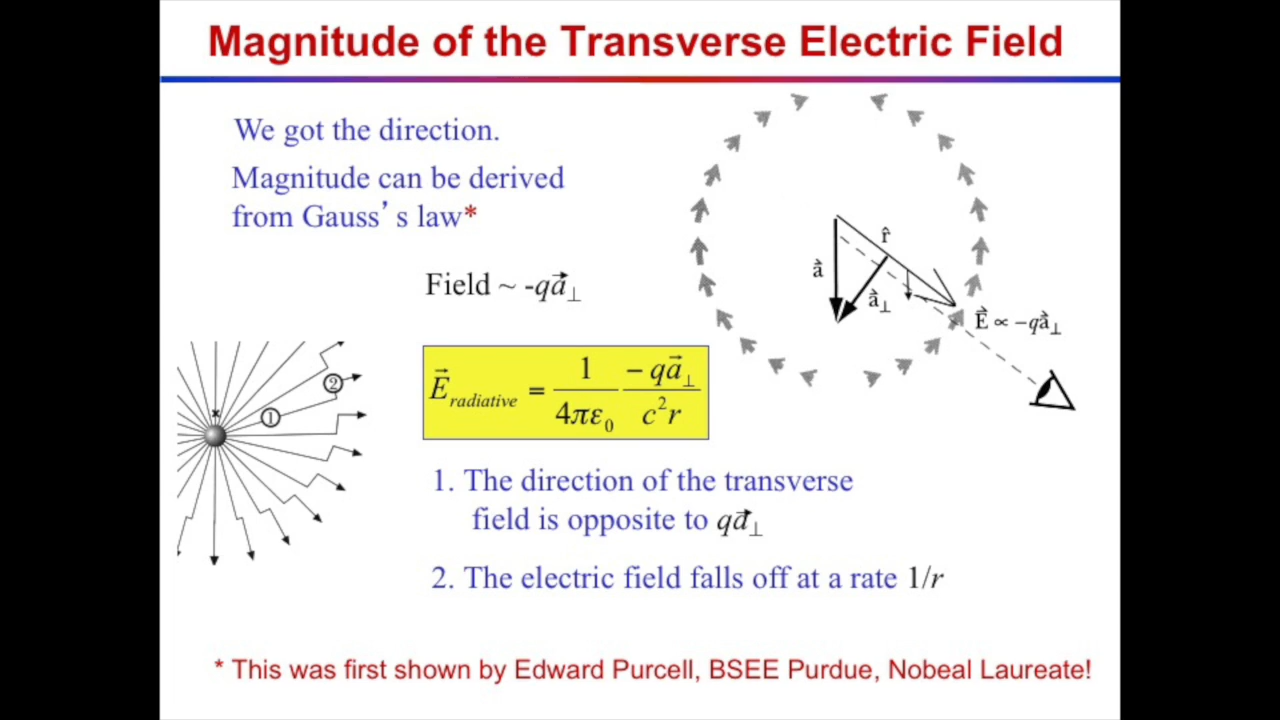 Magnitude of the Transverse Electric Field
We got the direction.
Magnitude can be derived
from Gauss's law*
Field ~ -qa⃗⊥
E⃗radiative = 1/4πε₀ −qa⃗⊥/c²r
1. The direction of the transverse
field is opposite to qa⃗⊥
2. The electric field falls off at a rate 1/r
* This was first shown by Edward Purcell, BSEE Purdue, Nobeal Laureate!
r̂
a⃗
a⃗⊥
E⃗ ∝ −qa⃗⊥
②
①
x